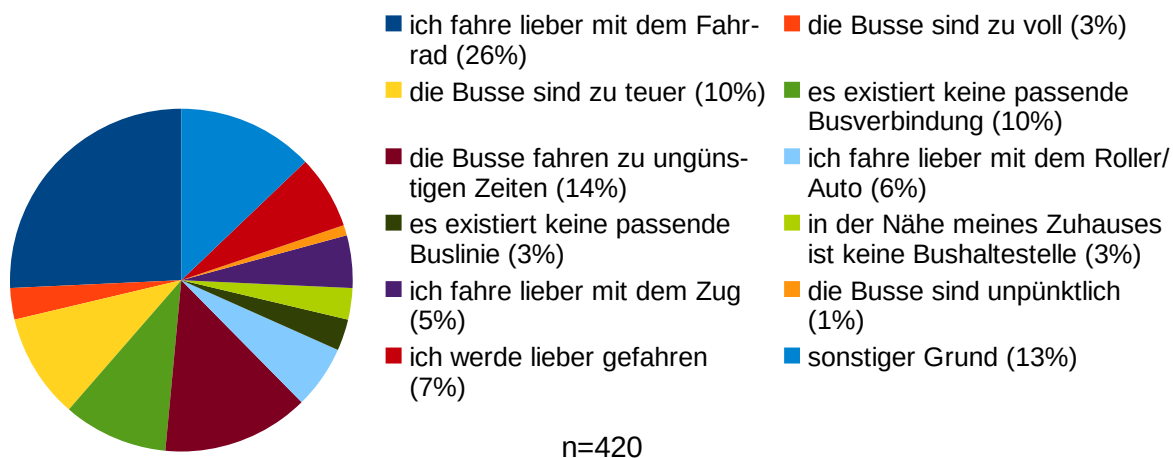 ich fahre lieber mit dem Fahr-
rad (26%)
die Busse sind zu voll (3%)
die Busse sind zu teuer (10%)
es existiert keine passende
Busverbindung (10%)
die Busse fahren zu ungüns-
tigen Zeiten (14%)
ich fahre lieber mit dem Roller/
Auto (6%)
es existiert keine passende
Buslinie (3%)
in der Nähe meines Zuhauses
ist keine Bushaltestelle (3%)
ich fahre lieber mit dem Zug
(5%)
die Busse sind unpünktlich
(1%)
ich werde lieber gefahren
(7%)
sonstiger Grund (13%)
n=420